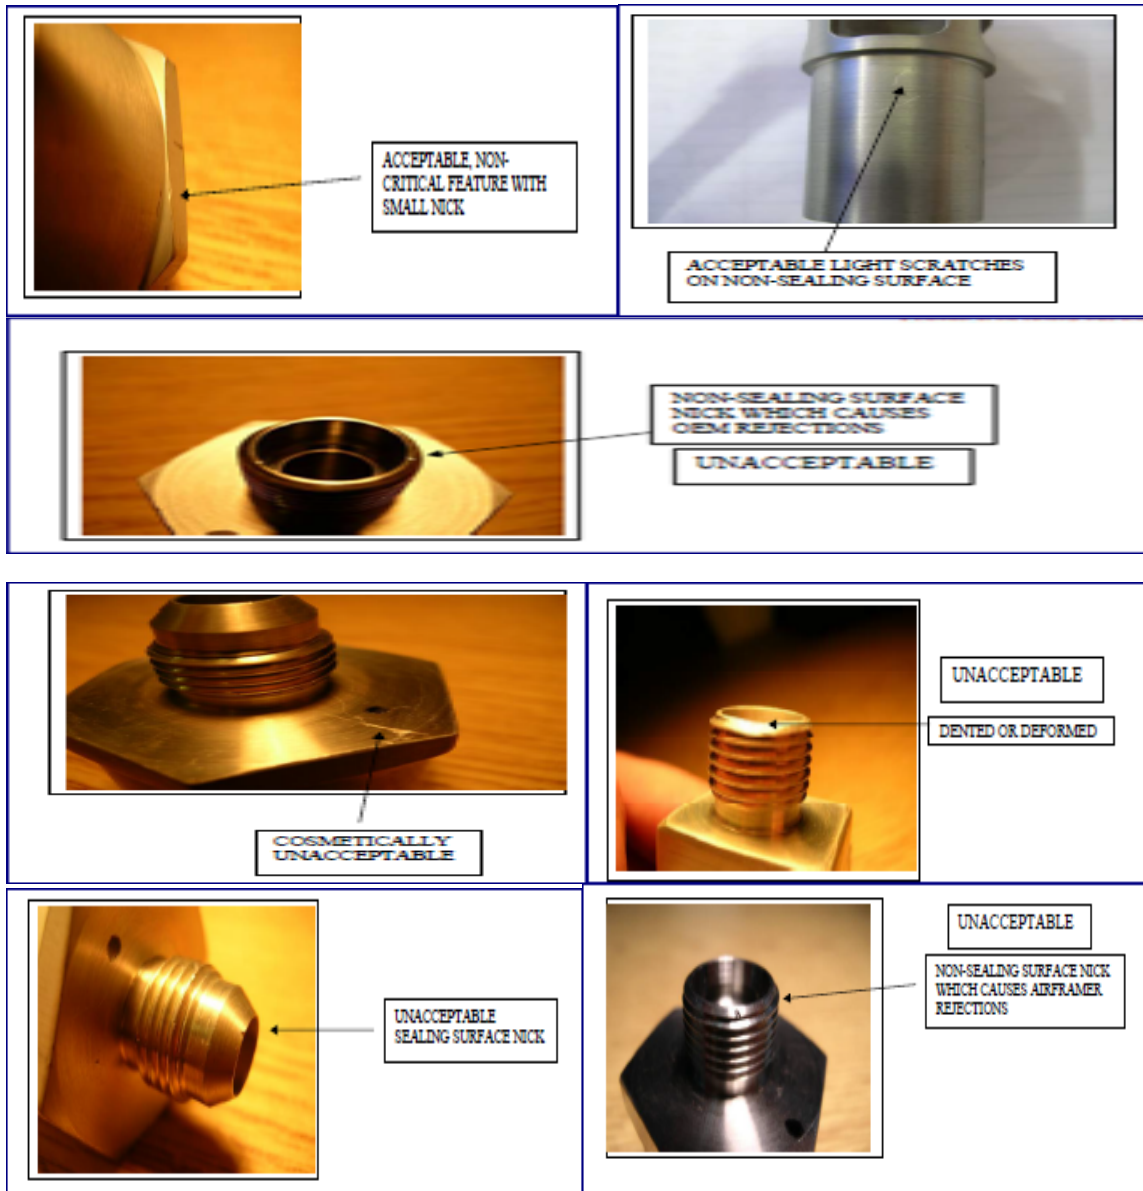 ACCEPTABLE, NON-
CRITICAL FEATURE WITH
SMALL NICK
ACCEPTABLE LIGHT SCRATCHES
ON NON-SEALING SURFACE
NON-SEALING SURFACE
NICK WHICH CAUSES
OEM REJECTIONS
UNACCEPTABLE
COSMETICALLY
UNACCEPTABLE
UNACCEPTABLE
DENTED OR DEFORMED
UNACCEPTABLE
SEALING SURFACE NICK
UNACCEPTABLE
NON-SEALING SURFACE NICK
WHICH CAUSES AIRFRAMER
REJECTIONS